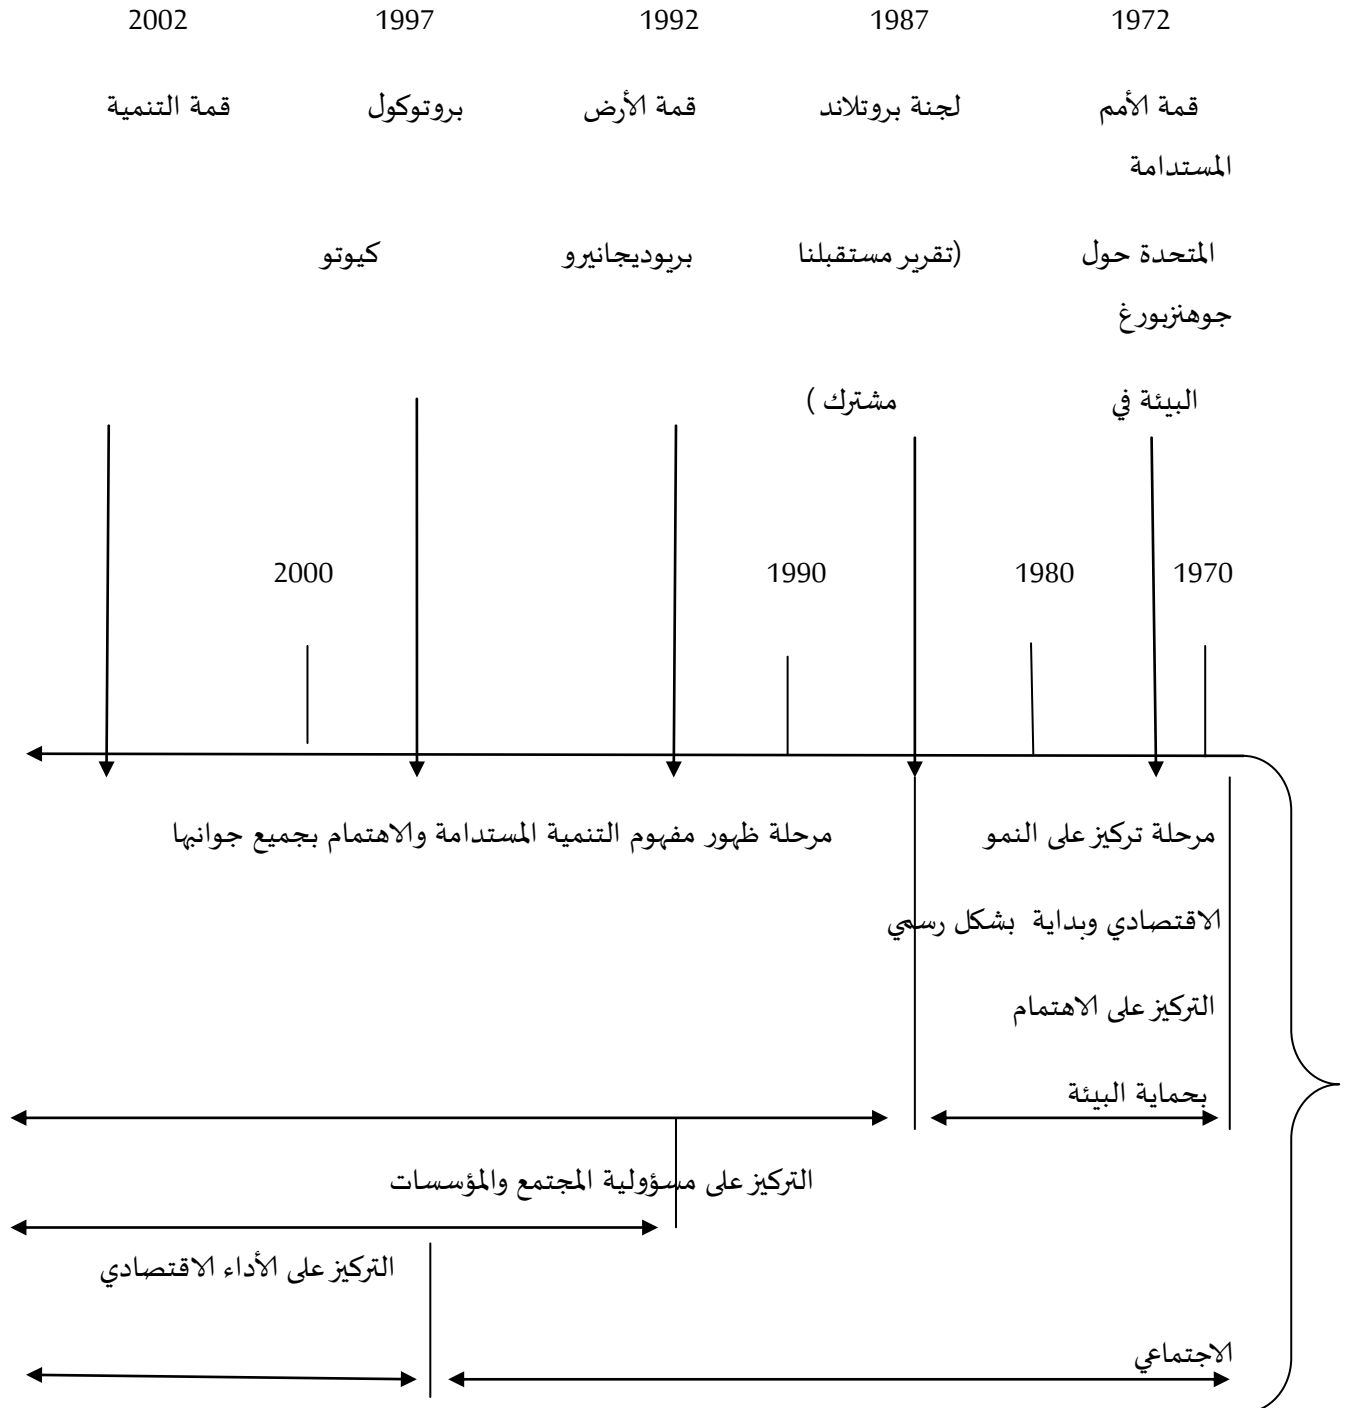 1972 1987 1992 1997 2002
قمة الأمم لجنة بروتلاند قمة الأرض بروتوكول قمة التنمية
المستدامة
المتحدة حول (تقرير مستقبلنا بريوديجانيرو كيوتو
جوهنزبورغ
البيئة في مشترك )
1970 1980 1990 2000
مرحلة تركيز على النمو مرحلة ظهور مفهوم التنمية المستدامة والاهتمام بجميع جوانبها
الاقتصادي وبداية بشكل رسمي
التركيز على الاهتمام
بحماية البيئة
التركيز على مسؤولية المجتمع والمؤسسات
التركيز على الأداء الاقتصادي
الاجتماعي